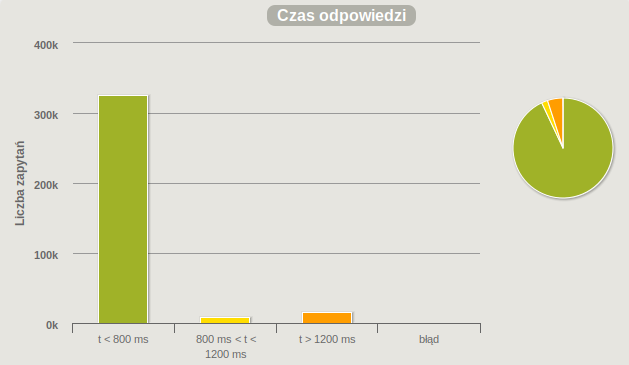 Czas odpowiedzi
Liczba zapytań
400k
300k
200k
100k
0k
t < 800 ms
800 ms < t <
1200 ms
t > 1200 ms
błąd